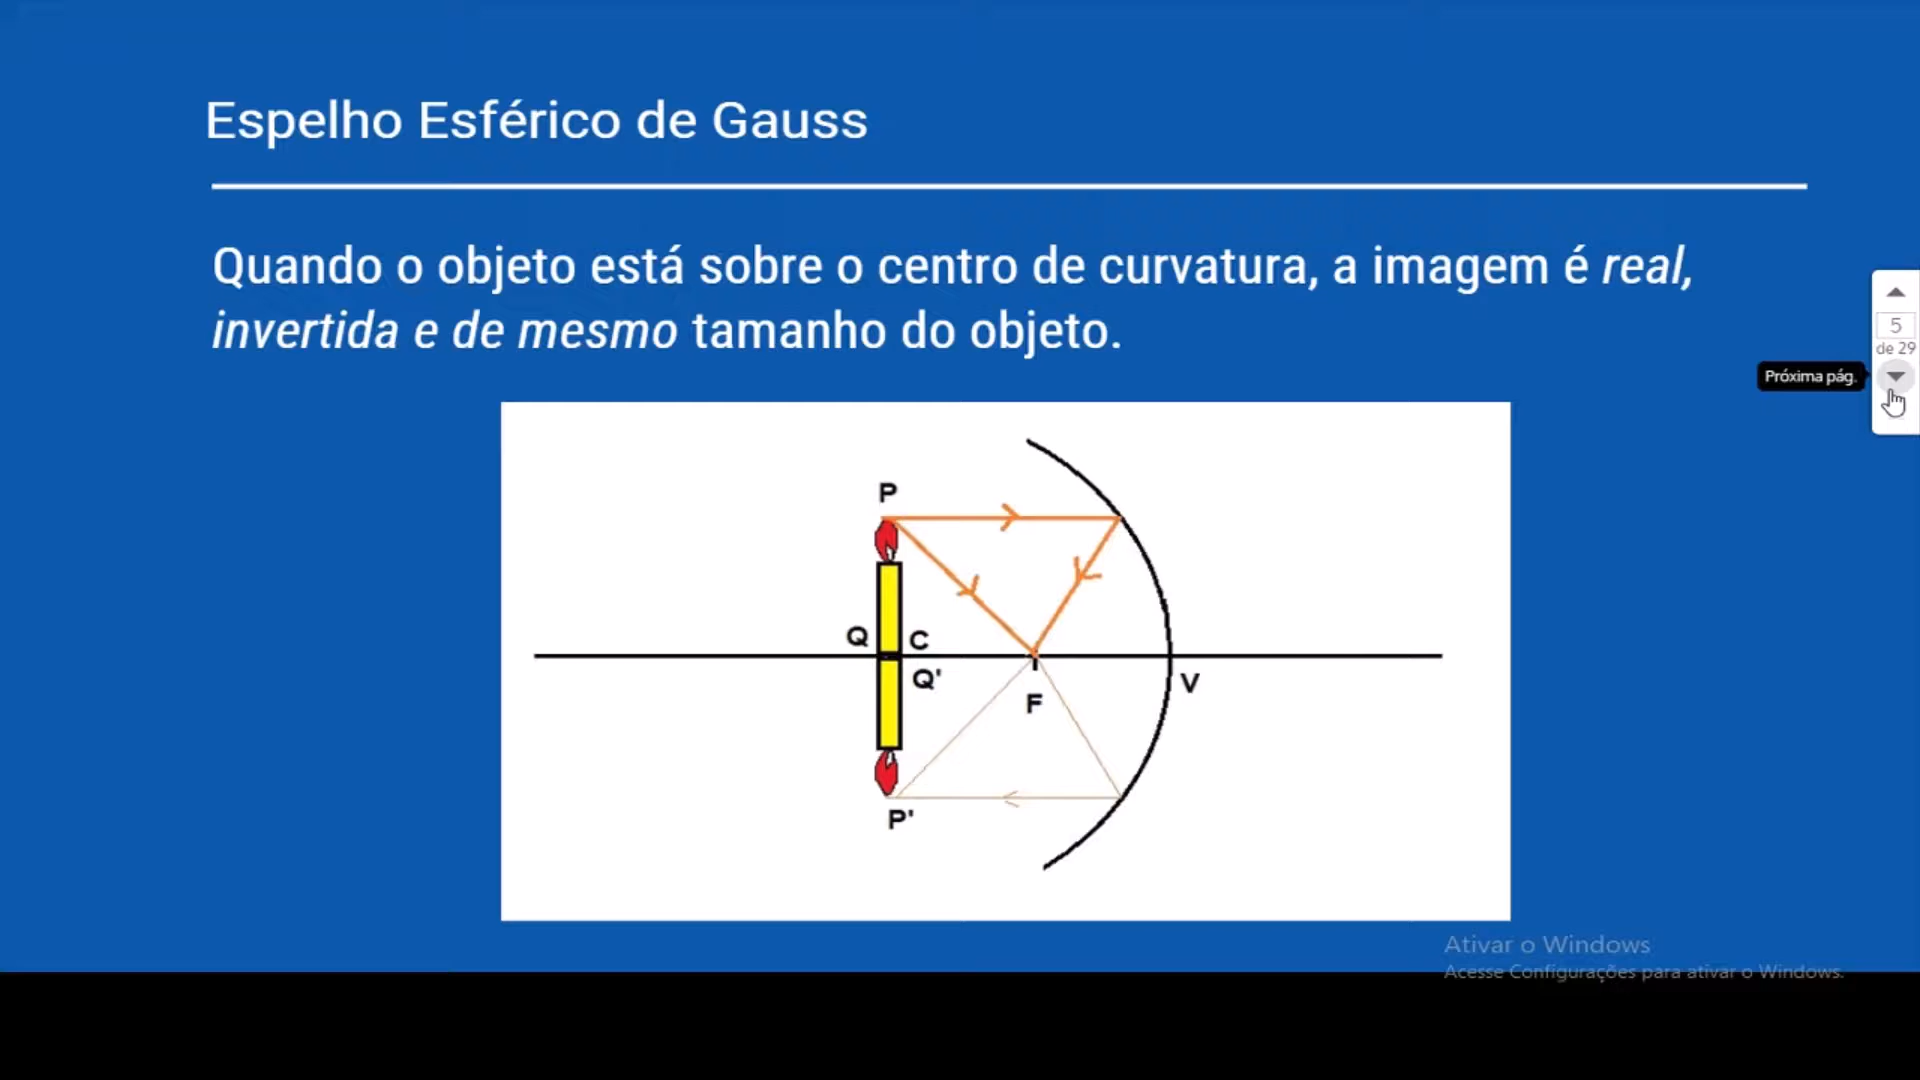 Espelho Esférico de Gauss
Quando o objeto está sobre o centro de curvatura, a imagem é real,
invertida e de mesmo tamanho do objeto.
5
de 29
Próxima pág.
P
Q
C
Q'
F
V
P'
Ativar o Windows
Acesse Configurações para ativar o Windows.